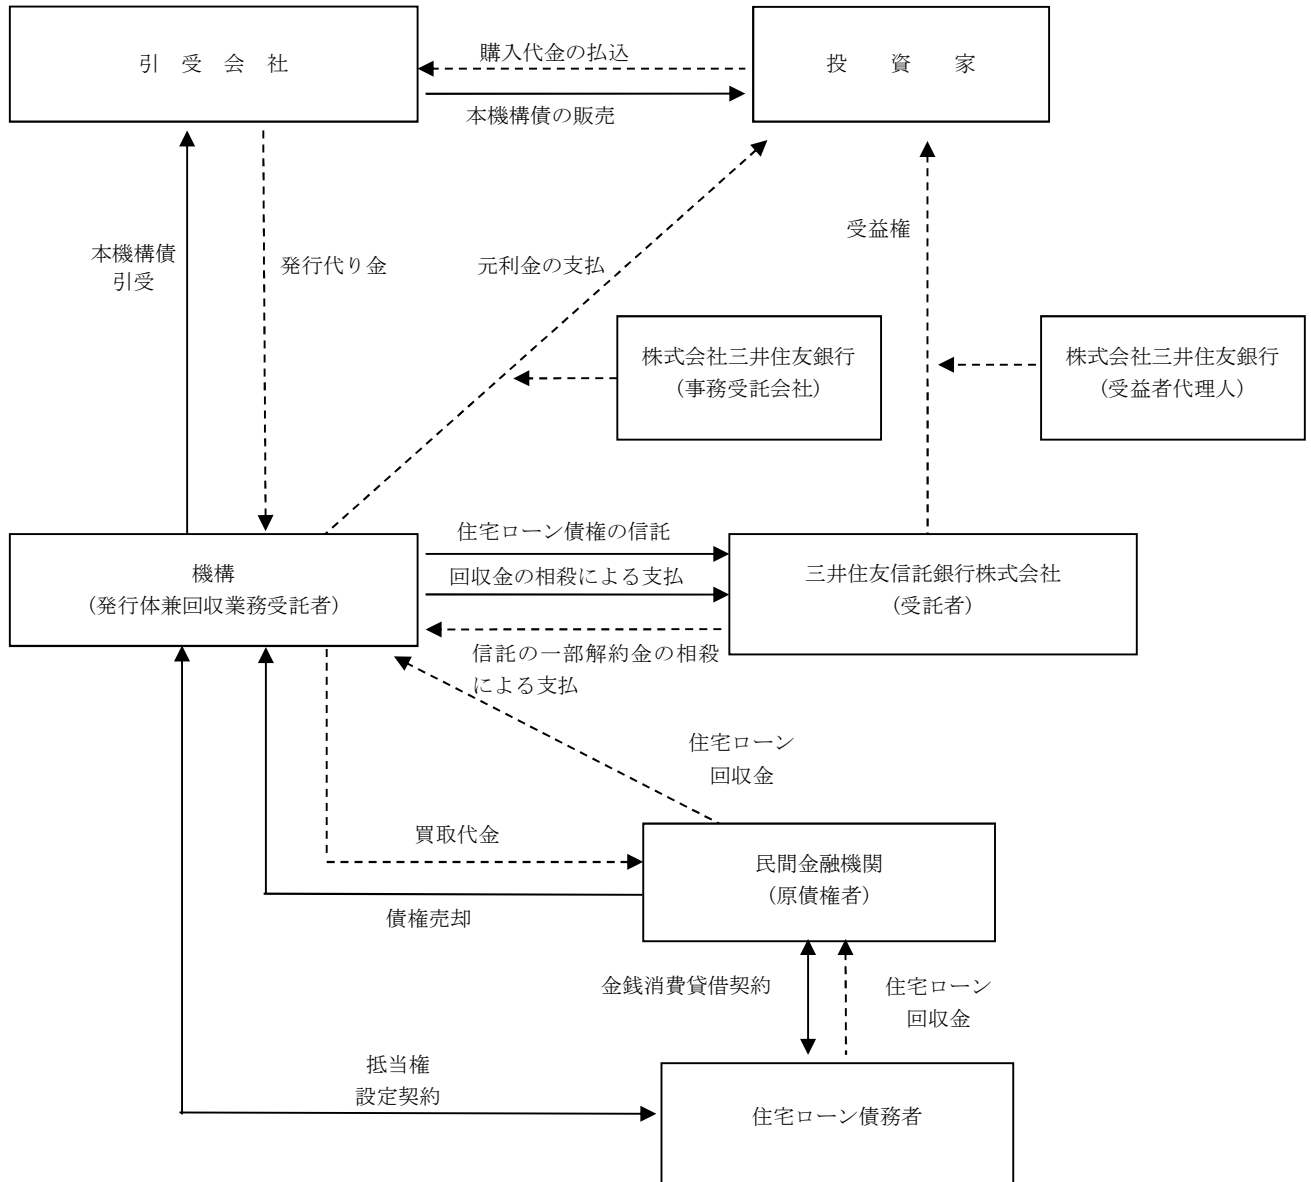 引　受　会　社
購入代金の払込
投　資　家
本機構債の販売
本機構債
引受
発行代り金
元利金の支払
受益権
株式会社三井住友銀行
（事務受託会社）
株式会社三井住友銀行
（受益者代理人）
機構
（発行体兼回収業務受託者）
住宅ローン債権の信託
回収金の相殺による支払
三井住友信託銀行株式会社
（受託者）
信託の一部解約金の相殺
による支払
住宅ローン
回収金
買取代金
民間金融機関
（原債権者）
債権売却
金銭消費貸借契約
住宅ローン
回収金
抵当権
設定契約
住宅ローン債務者